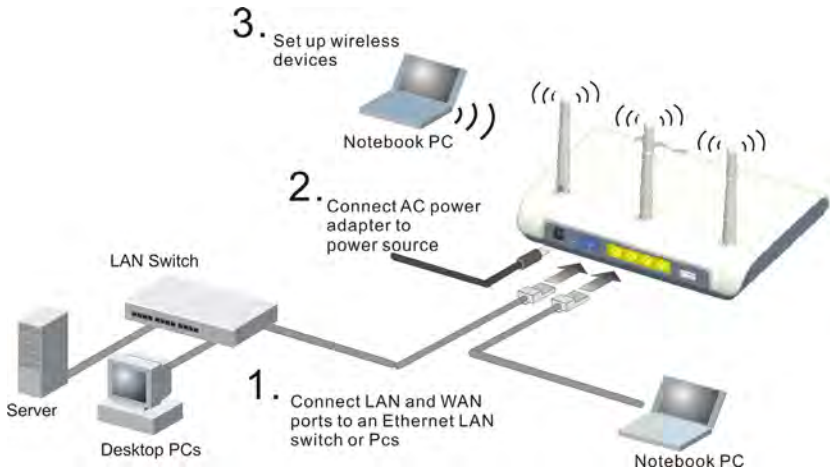 3. Set up wireless
devices
Notebook PC
2. Connect AC power
adapter to
power source
LAN Switch
Server
Desktop PCs
1. Connect LAN and WAN
ports to an Ethernet LAN
switch or Pcs
Notebook PC